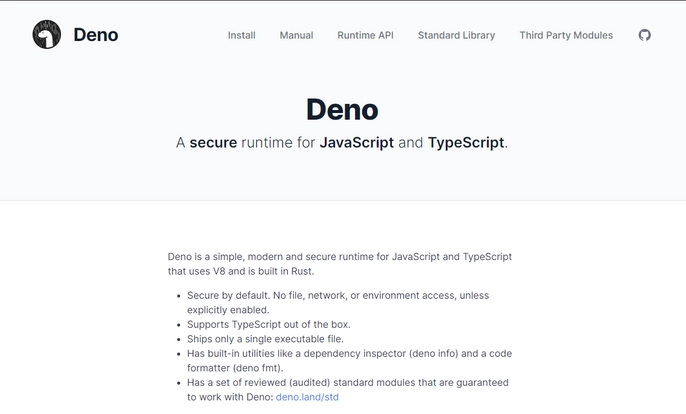 Deno
Install
Manual
Runtime API
Standard Library
Third Party Modules
Deno
A secure runtime for JavaScript and TypeScript.
Deno is a simple, modern and secure runtime for JavaScript and TypeScript
that uses V8 and is built in Rust.
• Secure by default. No file, network, or environment access, unless
explicitly enabled.
• Supports TypeScript out of the box.
• Ships only a single executable file.
• Has built-in utilities like a dependency inspector (deno info) and a code
formatter (deno fmt).
• Has a set of reviewed (audited) standard modules that are guaranteed
to work with Deno: deno.land/std